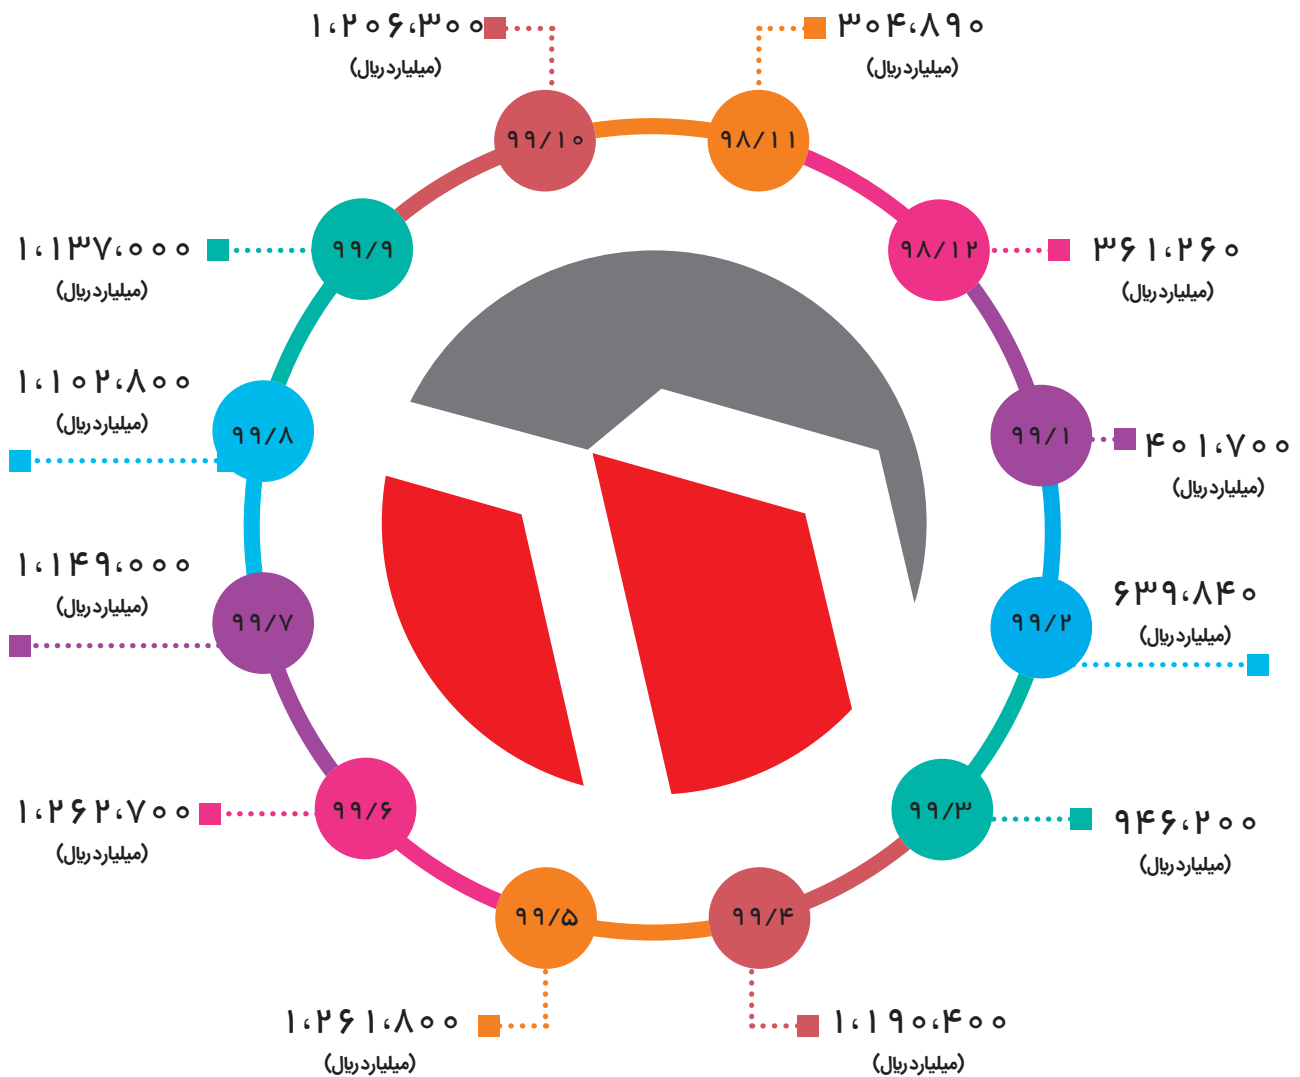 ۳۰۴،۸۹۰
(میلیارد ریال)
۹۸/۱۱
۳۶۱،۲۶۰
(میلیارد ریال)
۹۸/۱۲
۴۰۱،۷۰۰
(میلیارد ریال)
۹۹/۱
۶۳۹،۸۴۰
(میلیارد ریال)
۹۹/۲
۹۴۶،۲۰۰
(میلیارد ریال)
۹۹/۳
۱،۱۹۰،۴۰۰
(میلیارد ریال)
۹۹/۴
۱،۲۶۱،۸۰۰
(میلیارد ریال)
۹۹/۵
۱،۲۶۲،۷۰۰
(میلیارد ریال)
۹۹/۶
۱،۱۴۹،۰۰۰
(میلیارد ریال)
۹۹/۷
۱،۱۰۲،۸۰۰
(میلیارد ریال)
۹۹/۸
۱،۱۳۷،۰۰۰
(میلیارد ریال)
۹۹/۹
۱،۲۰۶،۳۰۰
(میلیارد ریال)
۹۹/۱۰